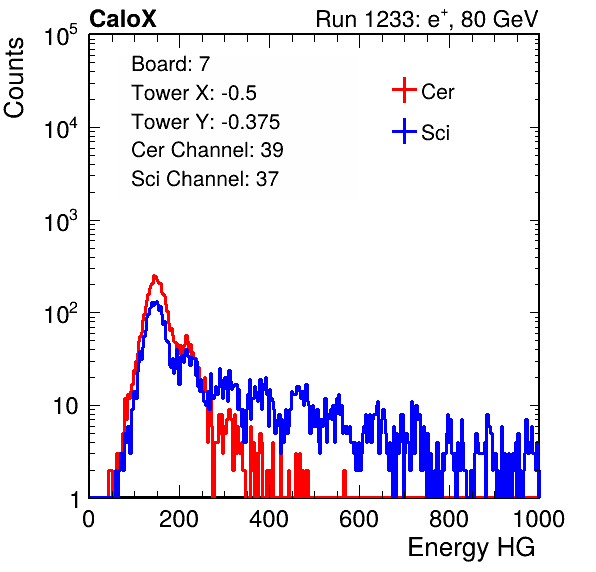 CaloX Run 1233: e⁺, 80 GeV
Counts
10⁵
10⁴
10³
10²
10
1
Board: 7
Tower X: -0.5
Tower Y: -0.375
Cer Channel: 39
Sci Channel: 37
Cer
Sci
0 200 400 600 800 1000
Energy HG